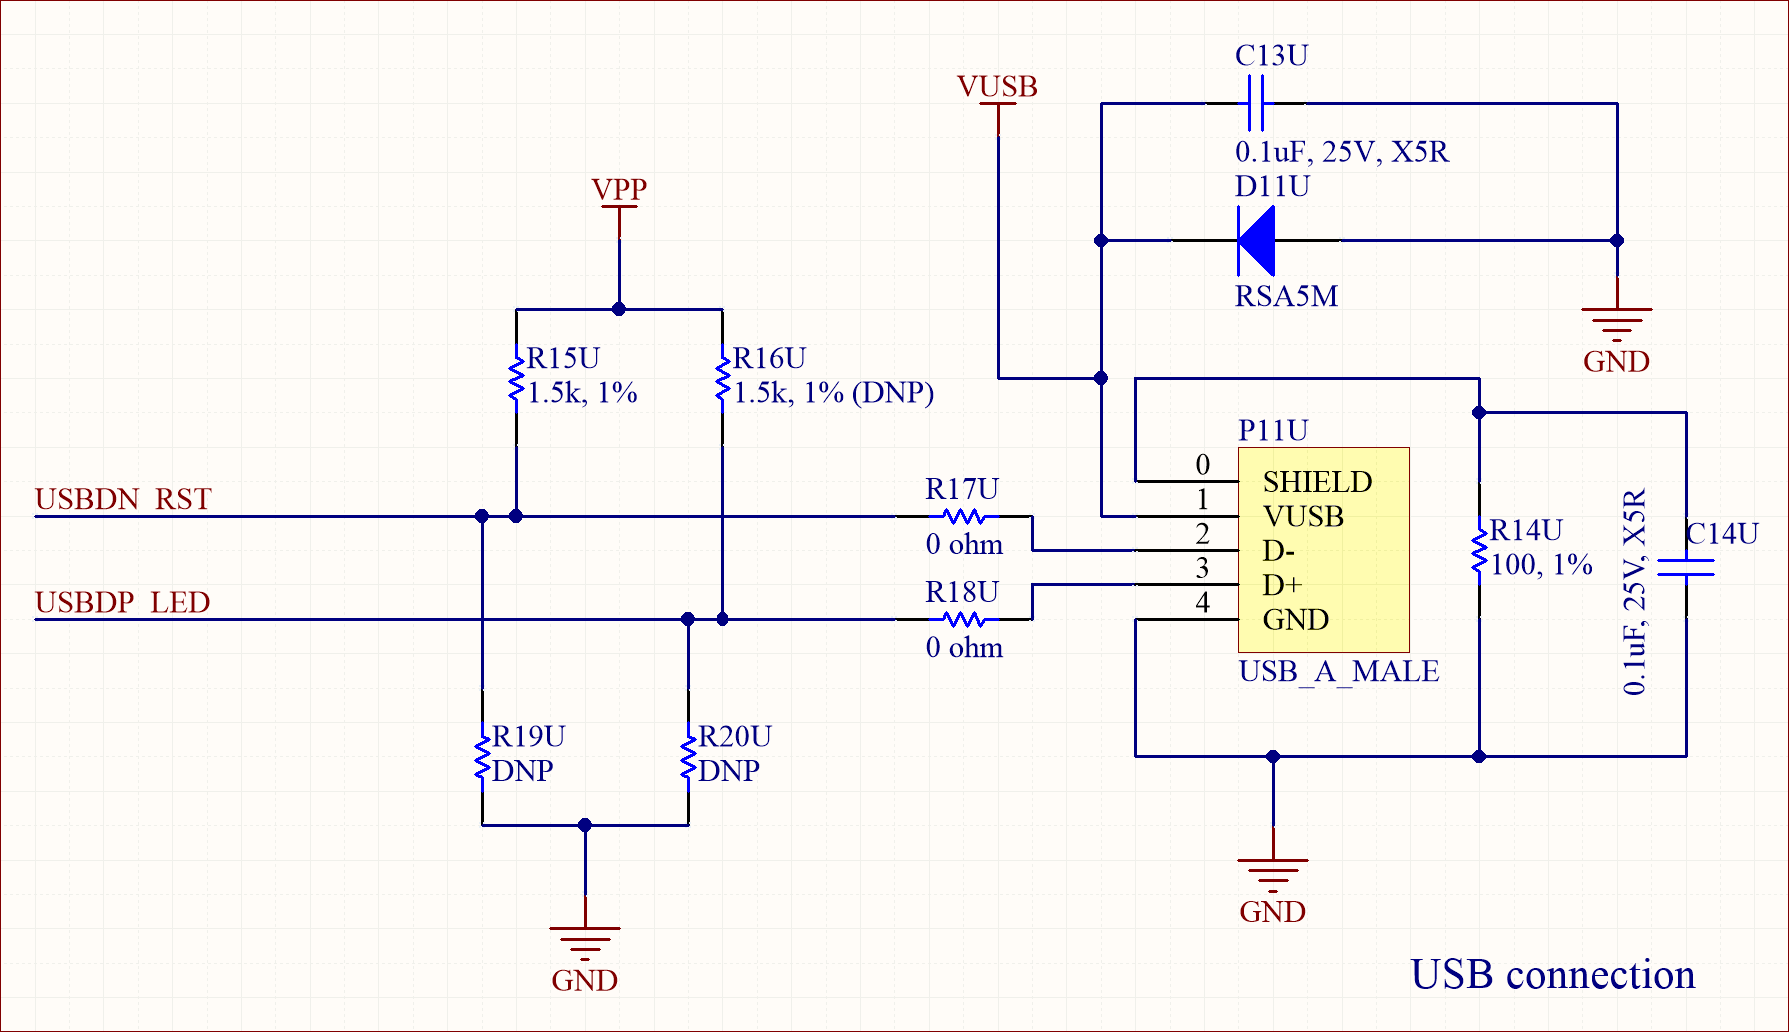 C13U
VUSB
0.1uF, 25V, X5R
D11U
VPP
RSA5M
GND
R15U
1.5k, 1%
R16U
1.5k, 1% (DNP)
P11U
0
SHIELD
1
VUSB
2
D-
3
D+
4
GND
USB_A_MALE
USBDN_RST
R17U
0 ohm
USBDP_LED
R18U
0 ohm
R14U
100, 1%
C14U
0.1uF, 25V, X5R
R19U
DNP
R20U
DNP
GND
GND
USB connection